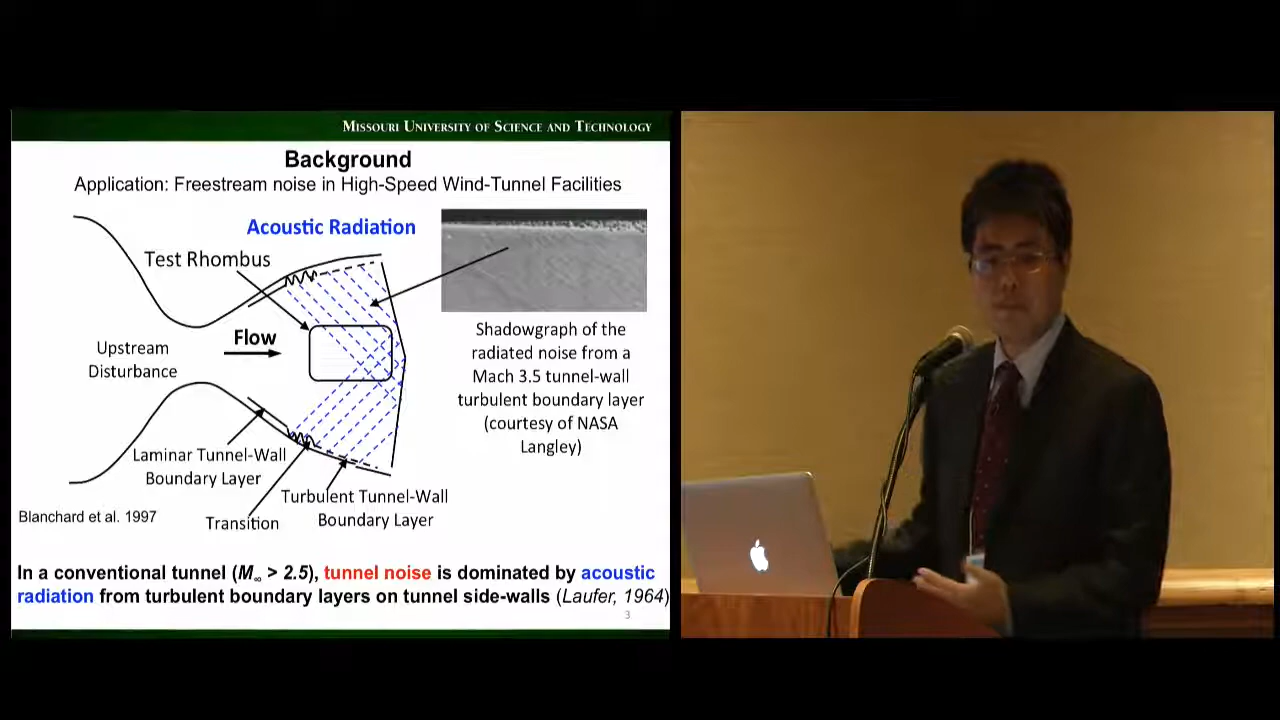 MISSOURI UNIVERSITY OF SCIENCE AND TECHNOLOGY
Background
Application: Freestream noise in High-Speed Wind-Tunnel Facilities
Acoustic Radiation
Test Rhombus
Flow
Upstream
Disturbance
Shadowgraph of the
radiated noise from a
Mach 3.5 tunnel-wall
turbulent boundary layer
(courtesy of NASA
Langley)
Laminar Tunnel-Wall
Boundary Layer
Turbulent Tunnel-Wall
Boundary Layer
Transition
Blanchard et al. 1997
In a conventional tunnel (M∞ > 2.5), tunnel noise is dominated by acoustic
radiation from turbulent boundary layers on tunnel side-walls (Laufer, 1964)
3